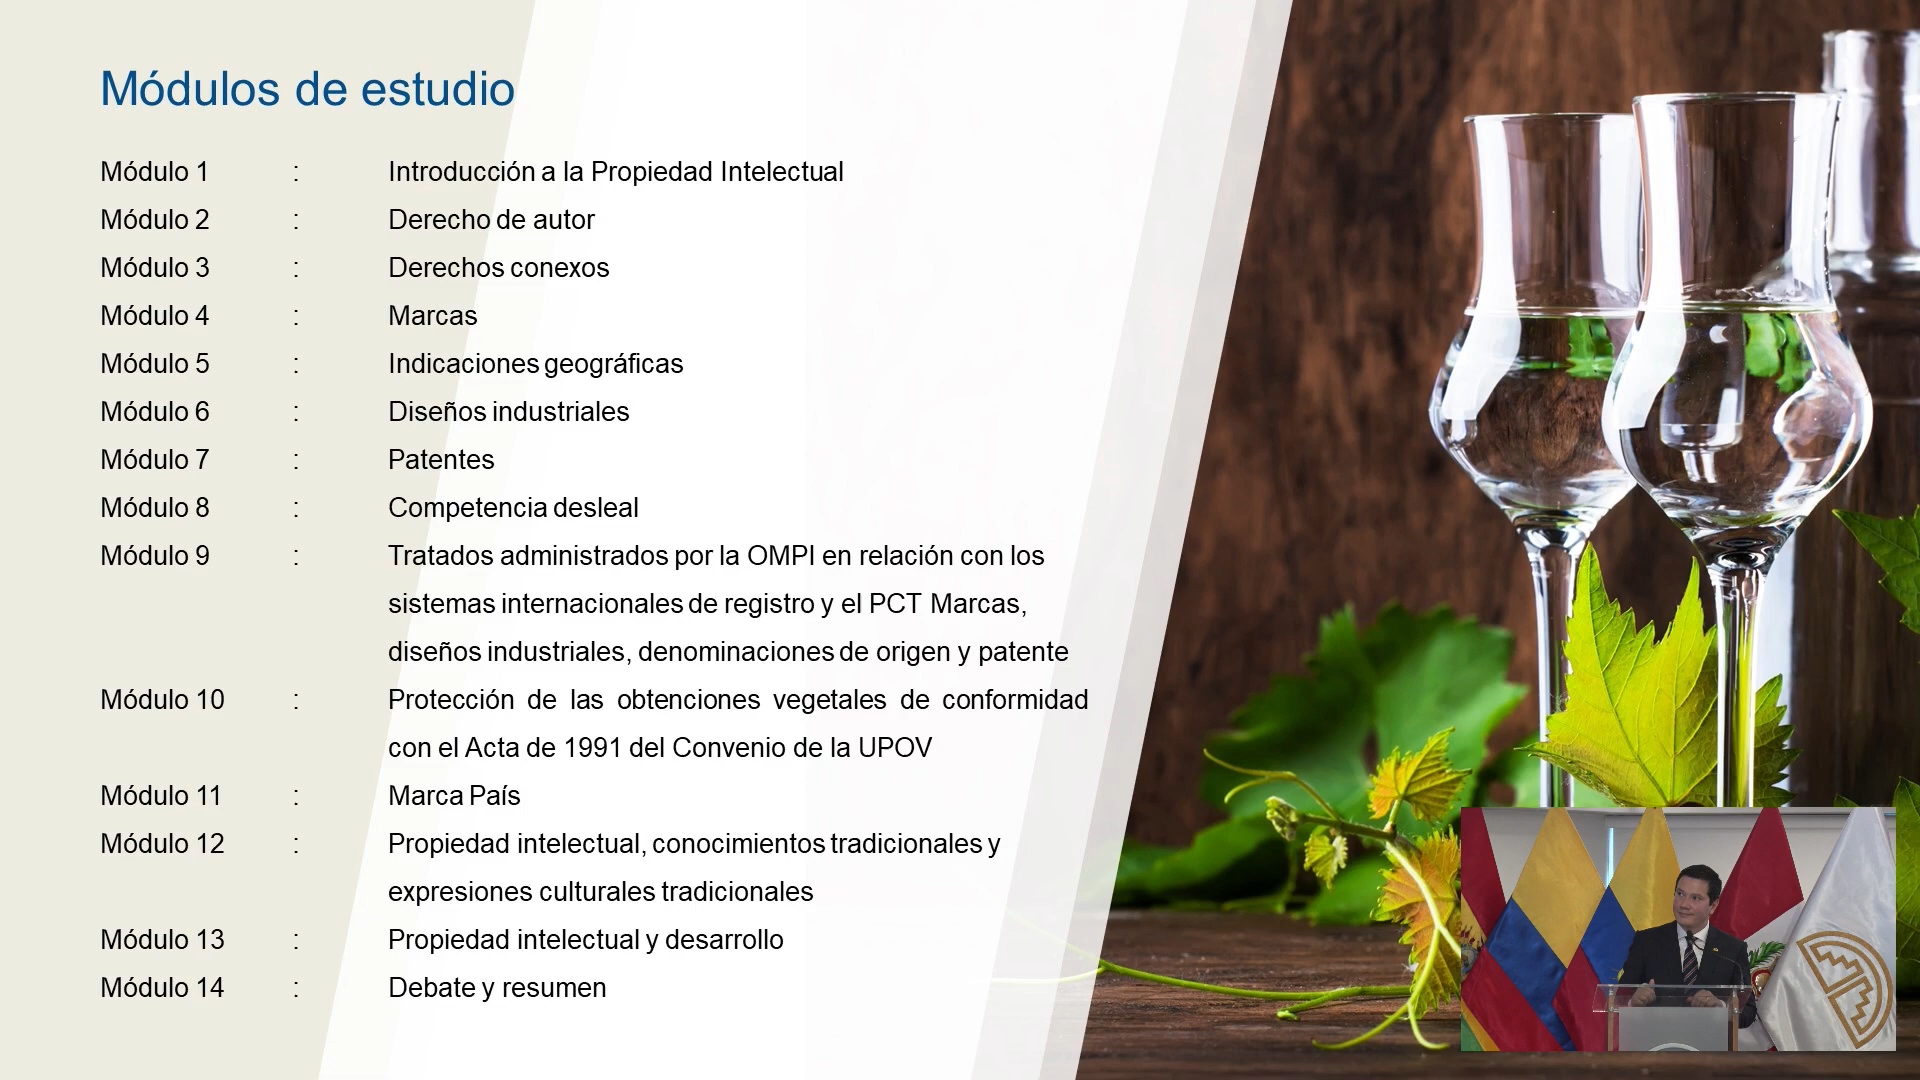 Módulos de estudio
Módulo 1 : Introducción a la Propiedad Intelectual
Módulo 2 : Derecho de autor
Módulo 3 : Derechos conexos
Módulo 4 : Marcas
Módulo 5 : Indicaciones geográficas
Módulo 6 : Diseños industriales
Módulo 7 : Patentes
Módulo 8 : Competencia desleal
Módulo 9 : Tratados administrados por la OMPI en relación con los
sistemas internacionales de registro y el PCT Marcas,
diseños industriales, denominaciones de origen y patente
Módulo 10 : Protección de las obtenciones vegetales de conformidad
con el Acta de 1991 del Convenio de la UPOV
Módulo 11 : Marca País
Módulo 12 : Propiedad intelectual, conocimientos tradicionales y
expresiones culturales tradicionales
Módulo 13 : Propiedad intelectual y desarrollo
Módulo 14 : Debate y resumen